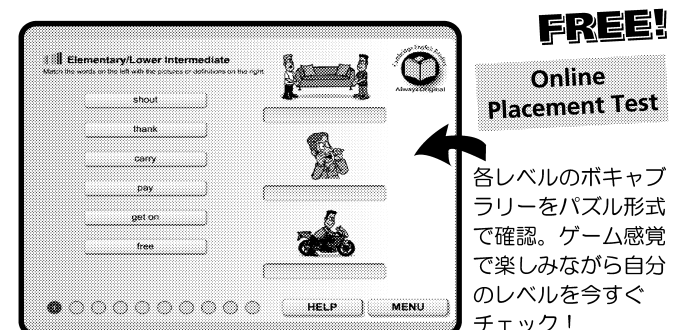 FREE!
Online
Placement Test
Elementary/Lower Intermediate
Match the words on the left with the pictures or definitions on the right.
shout
thank
carry
pay
get on
free
Cambridge English Readers
Always Original
HELP
MENU
各レベルのボキャブ
ラリーをパズル形式
で確認。ゲーム感覚
で楽しみながら自分
のレベルを今すぐ
チェック！